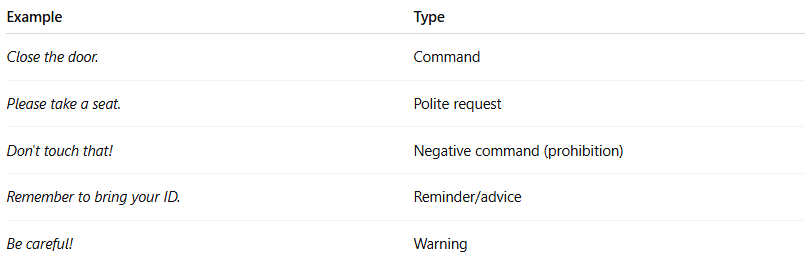 Example Type
Close the door. Command
Please take a seat. Polite request
Don't touch that! Negative command (prohibition)
Remember to bring your ID. Reminder/advice
Be careful! Warning